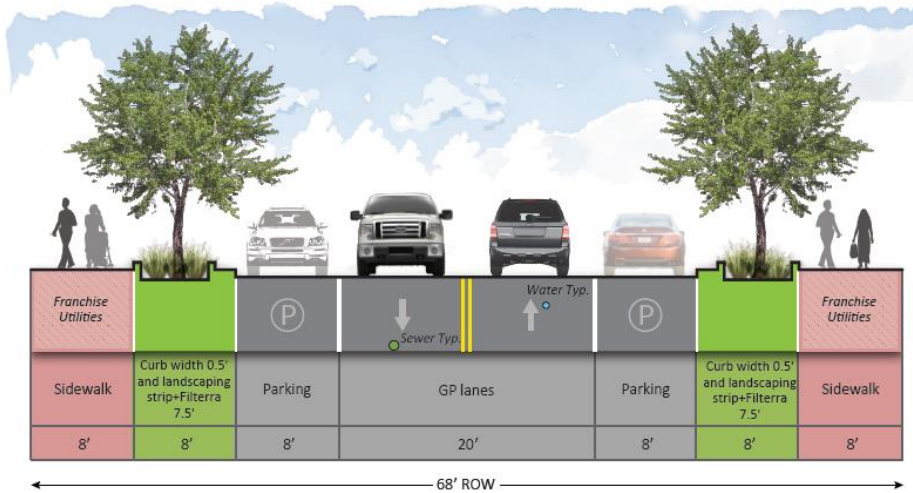 Franchise
Utilities
P
Sewer Typ.
Water Typ.
P
Franchise
Utilities
Sidewalk
Curb width 0.5'
and landscaping
strip+Filterra
7.5'
Parking
GP lanes
Parking
Curb width 0.5'
and landscaping
strip+Filterra
7.5'
Sidewalk
8'
8'
8'
20'
8'
8'
8'
68' ROW